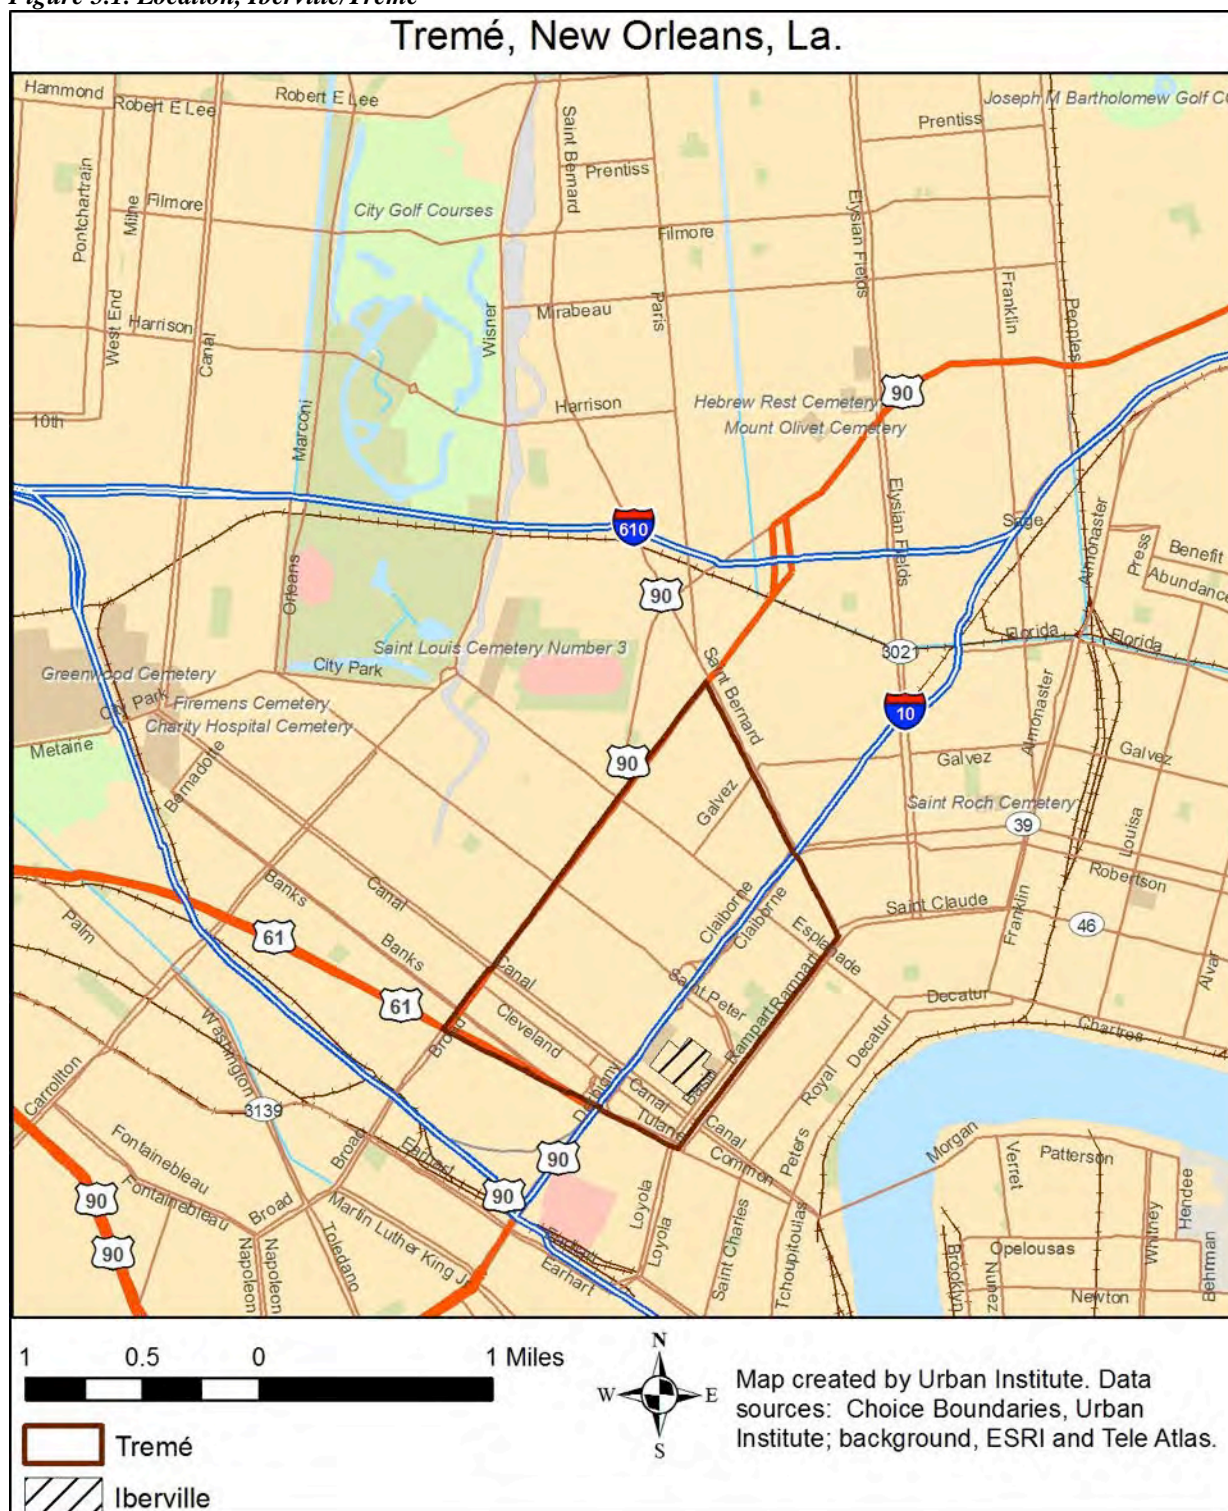 Figure 3.1. Location, Iberville/Tremé
Tremé, New Orleans, La.
Hammond
Robert E Lee
Robert E Lee
Saint Bernard
Joseph M Bartholomew Golf C
Prentiss
Prentiss
Pontchartrain
Milne
Filmore
City Golf Courses
Filmore
Elysian Fields
West End
Harrison
Canal
Wisner
Mirabeau
Paris
Franklin
Peoples
10th
Marconi
Harrison
Hebrew Rest Cemetery
90
Mount Olivet Cemetery
610
Elysian Fields
Sage
Almonaster
Press
Benefit
Abundance
Orleans
90
Saint Louis Cemetery Number 3
302
Florida
Florida
Greenwood Cemetery
City Park
City Park
Firemens Cemetery
Charity Hospital Cemetery
Saint Bernard
10
Almonaster
Metairie
Bernadotte
90
Galvez
Galvez
Galvez
Saint Roch Cemetery
39
Louisa
Robertson
Banks
Canal
Claiborne
Claiborne
Saint Claude
Franklin
46
Palm
61
Banks
Canal
Esplanade
Alvar
61
Cleveland
Saint Peter
Rampart
Rampart
Decatur
Decatur
Chartres
Washington
Broad
Derbigny
Canal
Basin
Royal
Carrollton
3139
Tulane
Canal
Peters
Morgan
Fontainebleau
Fontainebleau
Broad
Earhart
90
Common
Verret
Patterson
Hendee
90
90
90
Broad
Martin Luther King Jr
Loyola
Loyola
Saint Charles
Tchoupitoulas
Whitney
Behrman
Napoleon
Napoleon
Toledano
Earhart
Brooklyn
Nunez
Opelousas
Newton
1 0.5 0 1 Miles
N
W E
S
Map created by Urban Institute. Data
sources: Choice Boundaries, Urban
Institute; background, ESRI and Tele Atlas.
Tremé
Iberville